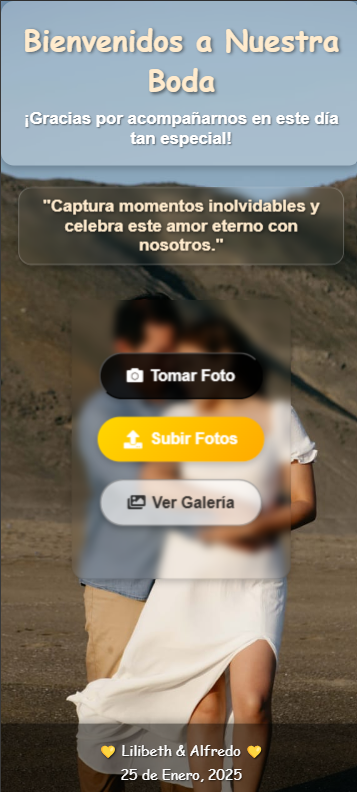 Bienvenidos a Nuestra
Boda
¡Gracias por acompañarnos en este día
tan especial!
"Captura momentos inolvidables y
celebra este amor eterno con
nosotros."
Tomar Foto
Subir Fotos
Ver Galería
💛 Lilibeth & Alfredo 💛
25 de Enero, 2025